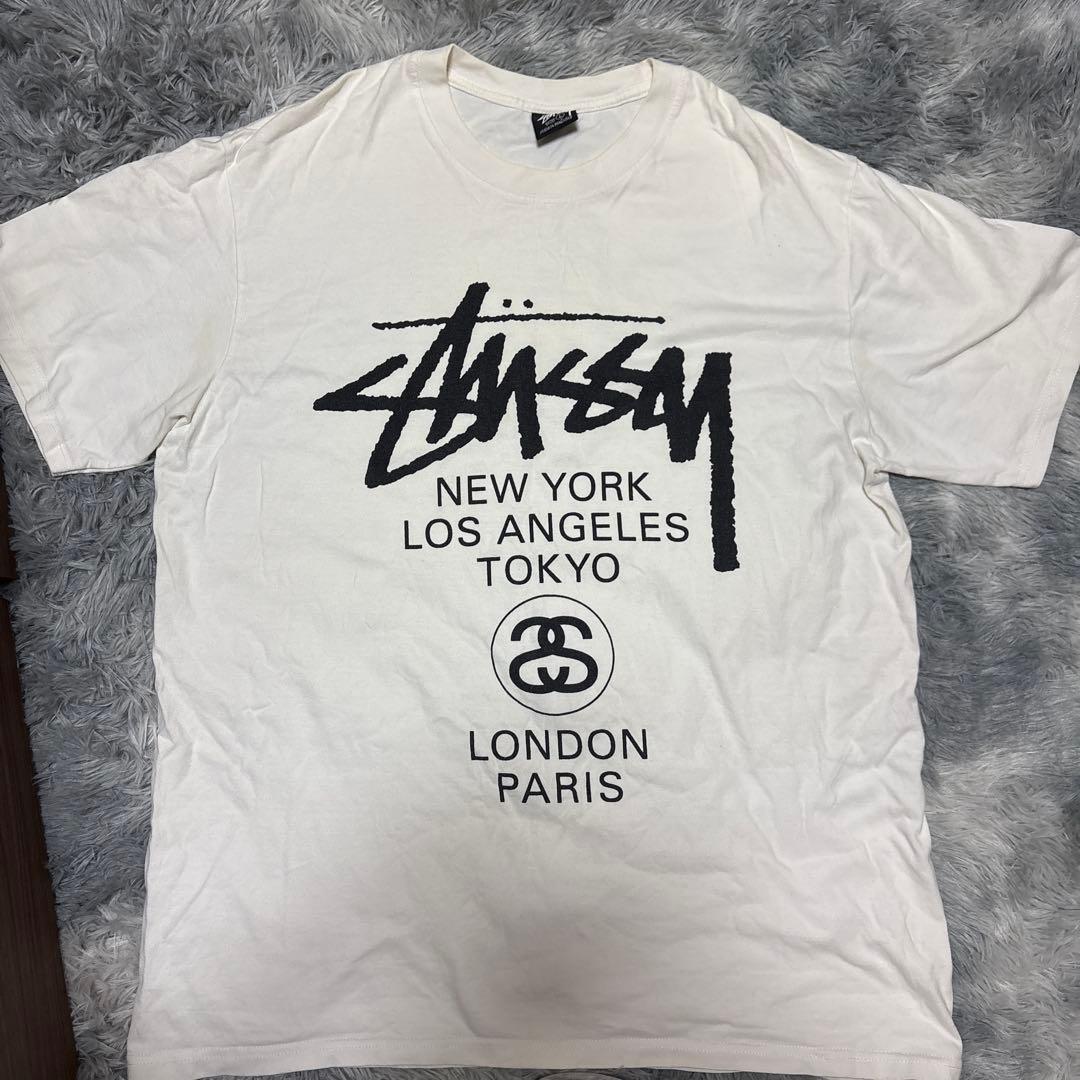 Stüssy
NEW YORK
LOS ANGELES
TOKYO
LONDON
PARIS